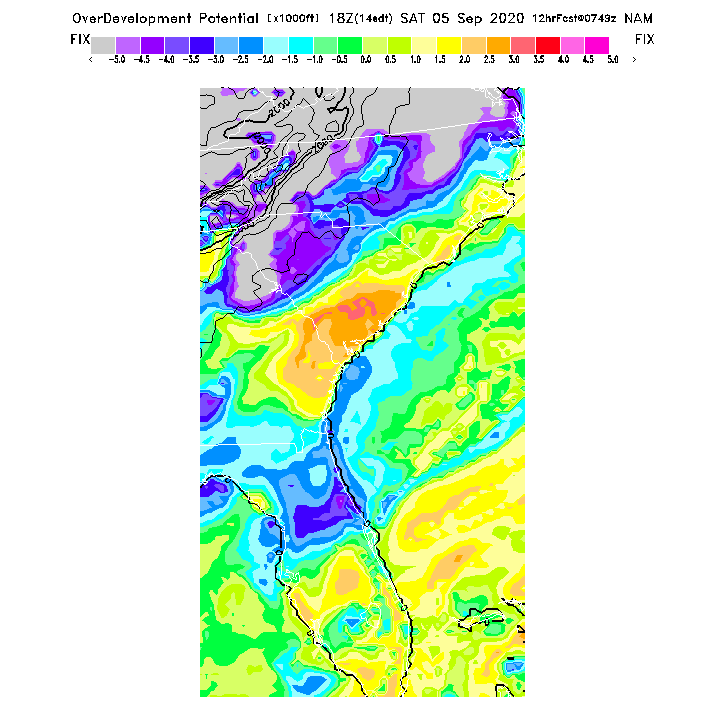 OverDevelopment Potential [x1000ft] 18Z(14edt) SAT 05 Sep 2020 12hrFcst@0749z NAM
FIX FIX
< -5.0 -4.5 -4.0 -3.5 -3.0 -2.5 -2.0 -1.5 -1.0 -0.5 0.0 0.5 1.0 1.5 2.0 2.5 3.0 3.5 4.0 4.5 5.0 >
2000
2000